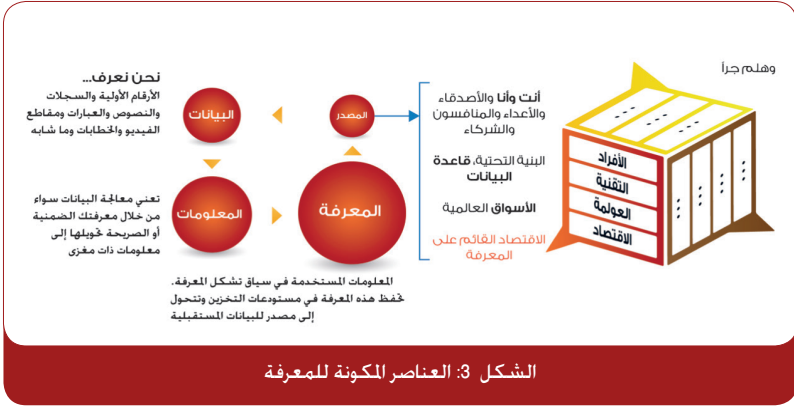 وهلم جرأ
الأفراد
التقنية
العولمة
الاقتصاد
أنت وأنا والأصدقاء
والأعداء والمنافسون
والشركاء
البنية التحتية، قاعدة
البيانات
الأسواق العالمية
الاقتصاد القائم على
المعرفة
المصدر
البيانات
نحن نعرف...
الأرقام الأولية والسجلات
والنصوص والعبارات ومقاطع
الفيديو والخطابات وما شابه
المعلومات
تعني معالجة البيانات سواء
من خلال معرفتك الضمنية
أو الصريحة تحويلها إلى
معلومات ذات مغزى
المعرفة
المعلومات المستخدمة في سياق تشكل المعرفة.
تحفظ هذه المعرفة في مستودعات التخزين وتتحول
إلى مصدر للبيانات المستقبلية
الشكل 3: العناصر المكونة للمعرفة